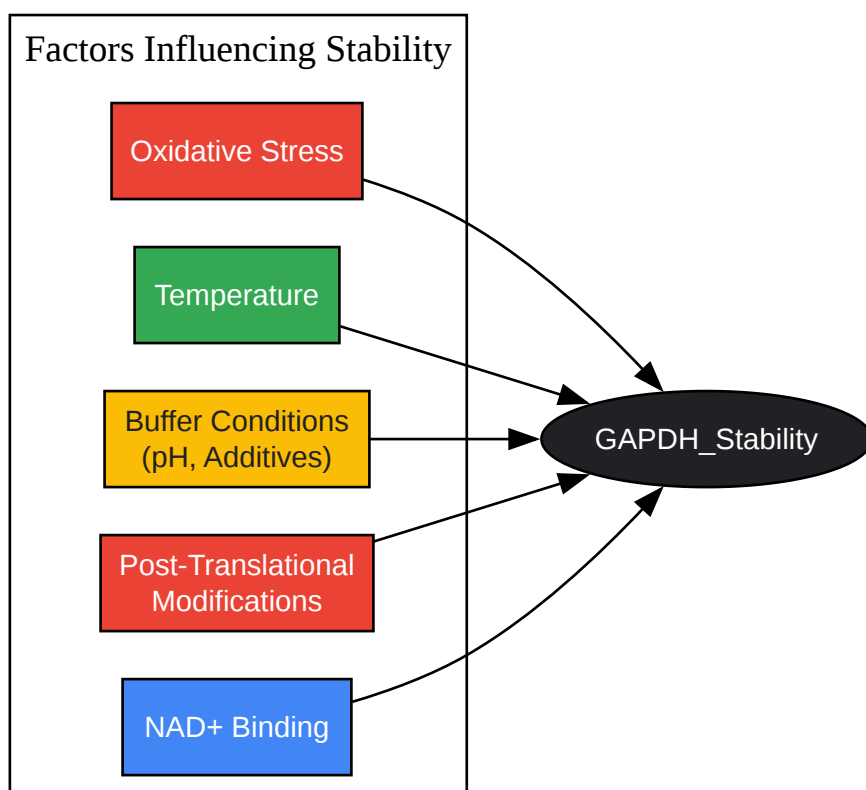 Factors Influencing Stability
Oxidative Stress
Temperature
Buffer Conditions
(pH, Additives)
GAPDH_Stability
Post-Translational
Modifications
NAD+ Binding